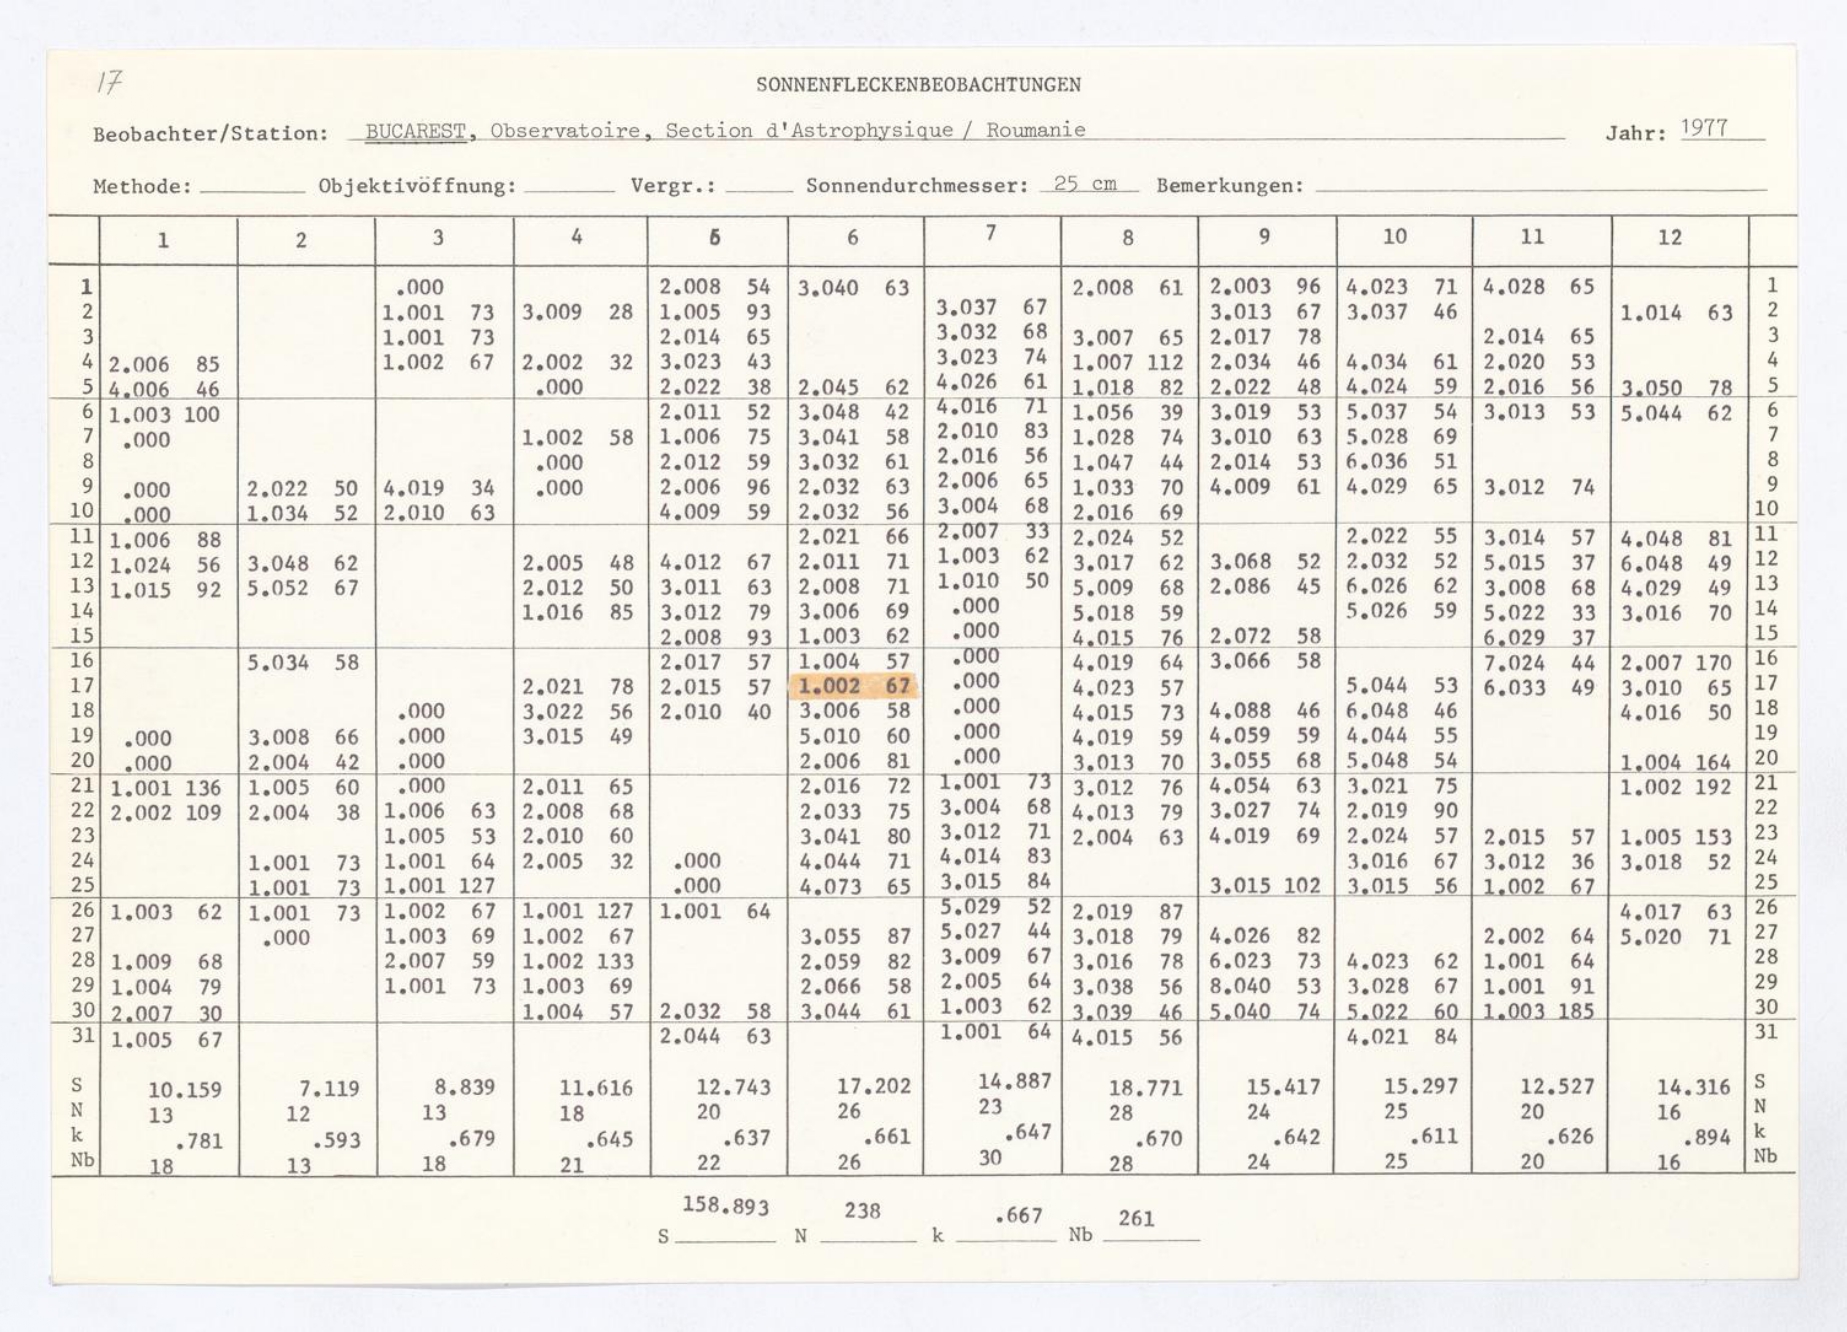 17
SONNENFLECKENBEOBACHTUNGEN
Beobachter/Station: BUCAREST, Observatoire, Section d'Astrophysique / Roumanie Jahr: 1977
Methode: Objektivöffnung: Vergr.: Sonnendurchmesser: 25 cm Bemerkungen:
1 2 3 4 5 6 7 8 9 10 11 12
1 .000 2.008 54 3.040 63 2.008 61 2.003 96 4.023 71 4.028 65 1
2 1.001 73 3.009 28 1.005 93 3.037 67 3.013 67 3.037 46 1.014 63 2
3 1.001 73 2.014 65 3.032 68 3.007 65 2.017 78 2.014 65 3
4 2.006 85 1.002 67 2.002 32 3.023 43 3.023 74 1.007 112 2.034 46 4.034 61 2.020 53 4
5 4.006 46 .000 2.022 38 2.045 62 4.026 61 1.018 82 2.022 48 4.024 59 2.016 56 3.050 78 5
6 1.003 100 2.011 52 3.048 42 4.016 71 1.056 39 3.019 53 5.037 54 3.013 53 5.044 62 6
7 .000 1.002 58 1.006 75 3.041 58 2.010 83 1.028 74 3.010 63 5.028 69 7
8 .000 2.012 59 3.032 61 2.016 56 1.047 44 2.014 53 6.036 51 8
9 .000 2.022 50 4.019 34 .000 2.006 96 2.032 63 2.006 65 1.033 70 4.009 61 4.029 65 3.012 74 9
10 .000 1.034 52 2.010 63 4.009 59 2.032 56 3.004 68 2.016 69 10
11 1.006 88 2.021 66 2.007 33 2.024 52 2.022 55 3.014 57 4.048 81 11
12 1.024 56 3.048 62 2.005 48 4.012 67 2.011 71 1.003 62 3.017 62 3.068 52 2.032 52 5.015 37 6.048 49 12
13 1.015 92 5.052 67 2.012 50 3.011 63 2.008 71 1.010 50 5.009 68 2.086 45 6.026 62 3.008 68 4.029 49 13
14 1.016 85 3.012 79 3.006 69 .000 5.018 59 5.026 59 5.022 33 3.016 70 14
15 2.008 93 1.003 62 .000 4.015 76 2.072 58 6.029 37 15
16 5.034 58 2.017 57 1.004 57 .000 4.019 64 3.066 58 7.024 44 2.007 170 16
17 2.021 78 2.015 57 1.002 67 .000 4.023 57 5.044 53 6.033 49 3.010 65 17
18 .000 3.022 56 2.010 40 3.006 58 .000 4.015 73 4.088 46 6.048 46 4.016 50 18
19 .000 3.008 66 .000 3.015 49 5.010 60 .000 4.019 59 4.059 59 4.044 55 19
20 .000 2.004 42 .000 2.006 81 .000 3.013 70 3.055 68 5.048 54 1.004 164 20
21 1.001 136 1.005 60 .000 2.011 65 2.016 72 1.001 73 3.012 76 4.054 63 3.021 75 1.002 192 21
22 2.002 109 2.004 38 1.006 63 2.008 68 2.033 75 3.004 68 4.013 79 3.027 74 2.019 90 22
23 1.005 53 2.010 60 3.041 80 3.012 71 2.004 63 4.019 69 2.024 57 2.015 57 1.005 153 23
24 1.001 73 1.001 64 2.005 32 .000 4.044 71 4.014 83 3.016 67 3.012 36 3.018 52 24
25 1.001 73 1.001 127 .000 4.073 65 3.015 84 3.015 102 3.015 56 1.002 67 25
26 1.003 62 1.001 73 1.002 67 1.001 127 1.001 64 5.029 52 2.019 87 4.017 63 26
27 .000 1.003 69 1.002 67 3.055 87 5.027 44 3.018 79 4.026 82 2.002 64 5.020 71 27
28 1.009 68 2.007 59 1.002 133 2.059 82 3.009 67 3.016 78 6.023 73 4.023 62 1.001 64 28
29 1.004 79 1.001 73 1.003 69 2.066 58 2.005 64 3.038 56 8.040 53 3.028 67 1.001 91 29
30 2.007 30 1.004 57 2.032 58 3.044 61 1.003 62 3.039 46 5.040 74 5.022 60 1.003 185 30
31 1.005 67 2.044 63 1.001 64 4.015 56 4.021 84 31
S 10.159 7.119 8.839 11.616 12.743 17.202 14.887 18.771 15.417 15.297 12.527 14.316 S
N 13 12 13 18 20 26 23 28 24 25 20 16 N
k .781 .593 .679 .645 .637 .661 .647 .670 .642 .611 .626 .894 k
Nb 18 13 18 21 22 26 30 28 24 25 20 16 Nb
S 158.893 N 238 k .667 Nb 261